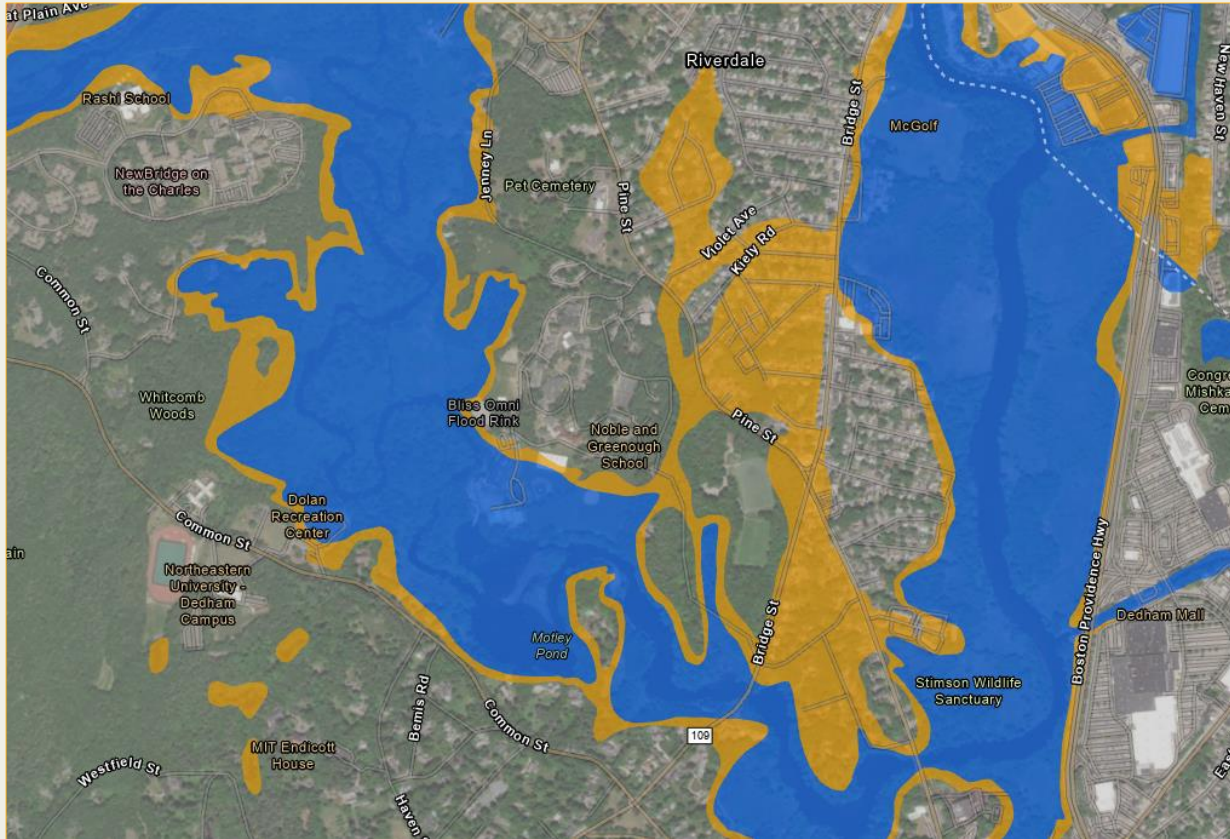 at Plain Ave
Riverdale
New Haven St
Rashi School
Bridge St
McGolf
Jenney Ln
NewBridge on
the Charles
Pet Cemetery
Pine St
Violet Ave
Kiely Rd
Common St
Congre
Mishka
Cem
Whitcomb
Woods
Bliss Omni
Flood Rink
Pine St
Noble and
Greenough
School
Dolan
Recreation
Center
Common St
ain
Northeastern
University -
Dedham
Campus
Boston Providence Hwy
Dedham Mall
Motley
Pond
Bridge St
Stimson Wildlife
Sanctuary
Bemis Rd
Common St
109
MIT Endicott
House
Westfield St
Haven
East